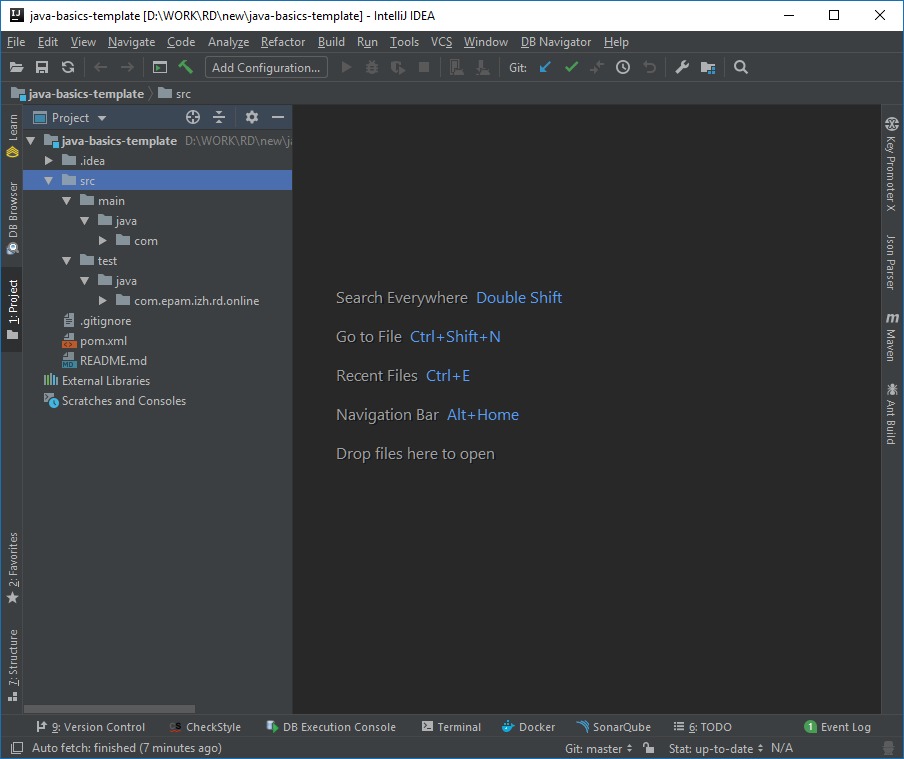 java-basics-template [D:\WORK\RD\new\java-basics-template] - IntelliJ IDEA
File Edit View Navigate Code Analyze Refactor Build Run Tools VCS Window DB Navigator Help
Add Configuration... Git:
java-basics-template src
Learn
DB Browser
1: Project
2: Favorites
7: Structure
Project
java-basics-template D:\WORK\RD\new\j
.idea
src
main
java
com
test
java
com.epam.izh.rd.online
.gitignore
pom.xml
README.md
External Libraries
Scratches and Consoles
Search Everywhere Double Shift
Go to File Ctrl+Shift+N
Recent Files Ctrl+E
Navigation Bar Alt+Home
Drop files here to open
Key Promoter X
Json Parser
m Maven
Ant Build
9: Version Control CS CheckStyle DB Execution Console Terminal Docker SonarQube 6: TODO 1 Event Log
Auto fetch: finished (7 minutes ago) Git: master Stat: up-to-date N/A